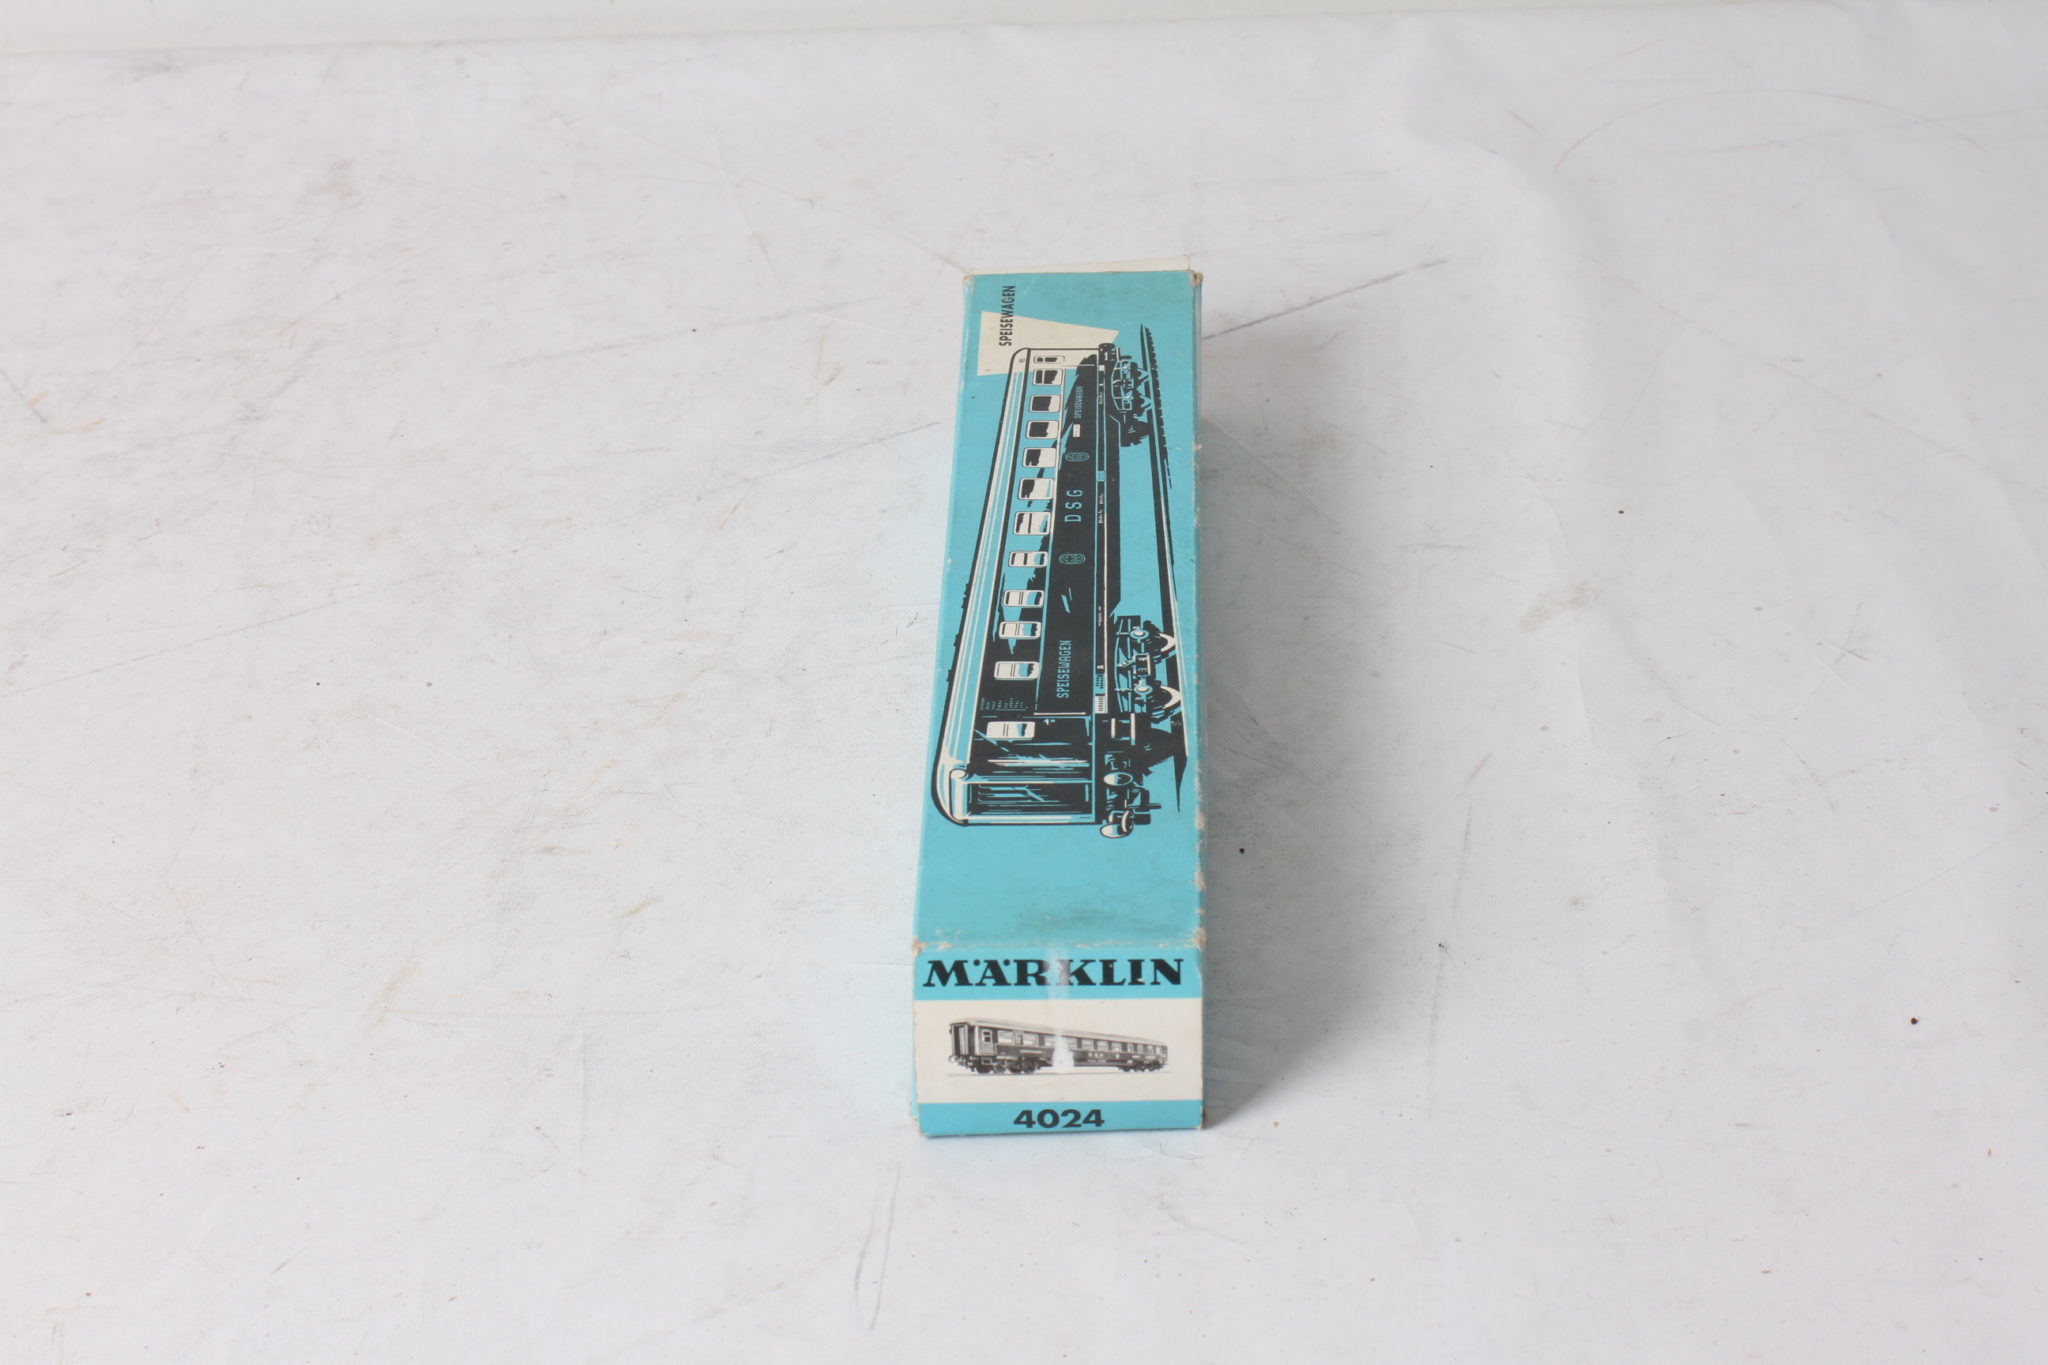 SPEISEWAGEN
SPEISEWAGEN
DSG
SPEISEWAGEN
MÄRKLIN
4024